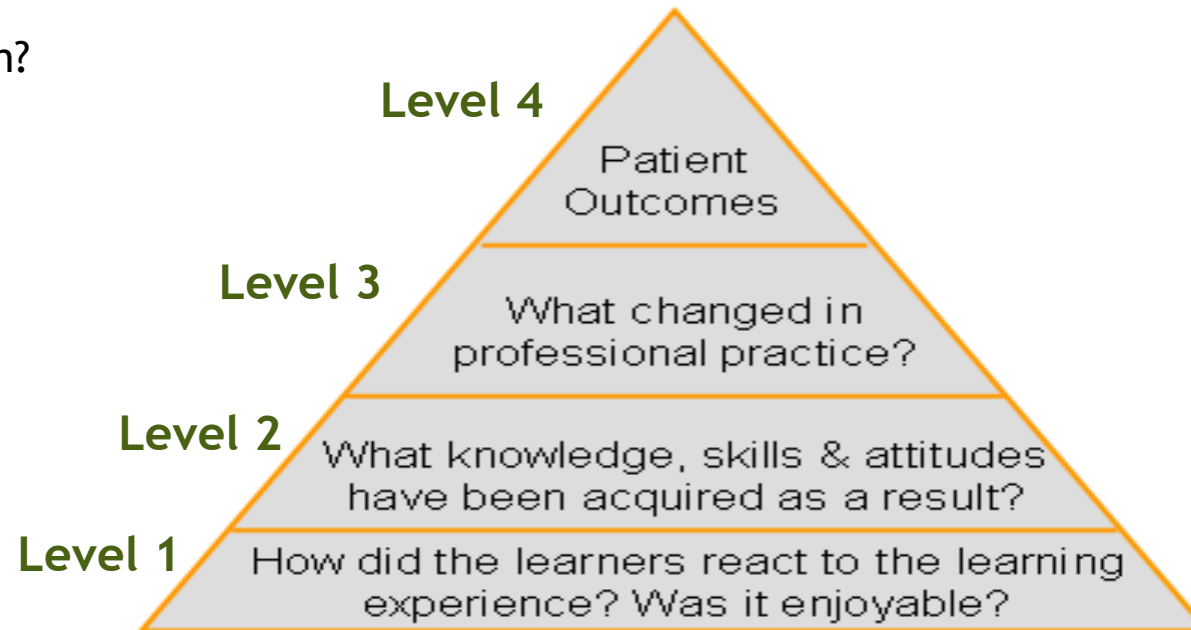 n?
Level 4
Patient
Outcomes
Level 3
What changed in
professional practice?
Level 2
What knowledge, skills & attitudes
have been acquired as a result?
Level 1
How did the learners react to the learning
experience? Was it enjoyable?